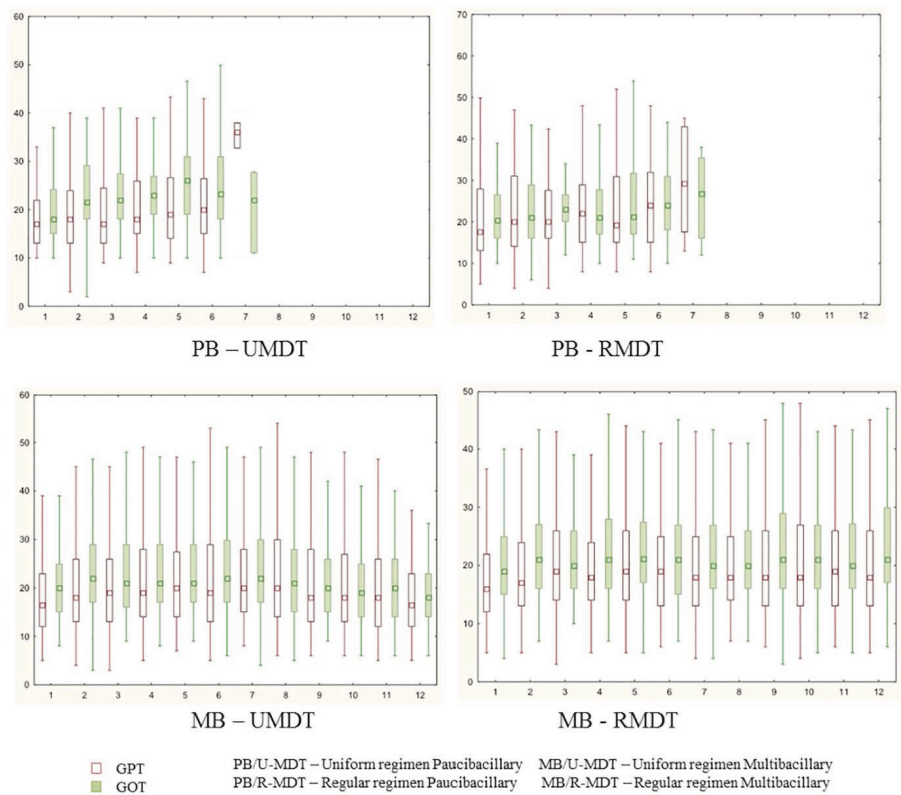 60 70
50 60
40 50
30 40
20 30
10 20
0 10
0
1 2 3 4 5 6 7 8 9 10 11 12 1 2 3 4 5 6 7 8 9 10 11 12
PB – UMDT PB - RMDT
60 50
50 40
40 30
30 20
20 10
10 0
0
1 2 3 4 5 6 7 8 9 10 11 12 1 2 3 4 5 6 7 8 9 10 11 12
MB – UMDT MB - RMDT
GPT PB/U-MDT – Uniform regimen Paucibacillary MB/U-MDT – Uniform regimen Multibacillary
GOT PB/R-MDT – Regular regimen Paucibacillary MB/R-MDT – Regular regimen Multibacillary